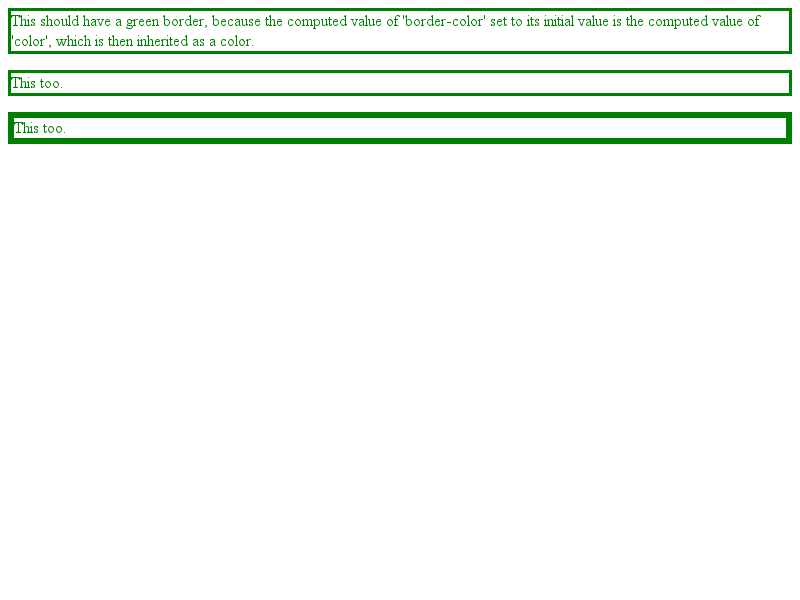 This should have a green border, because the computed value of 'border-color' set to its initial value is the computed value of
'color', which is then inherited as a color.
This too.
This too.